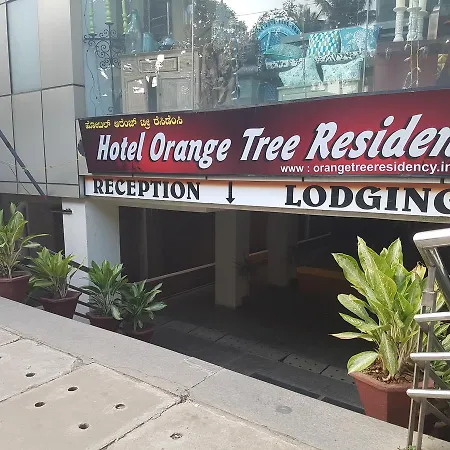 ಹೋಟೆಲ್ ಆರೆಂಜ್ ಟ್ರೀ ರೆಸಿಡೆಂಸಿ
Hotel Orange Tree Residen
www : orangetreeresidency.in
RECEPTION ↓ LODGING